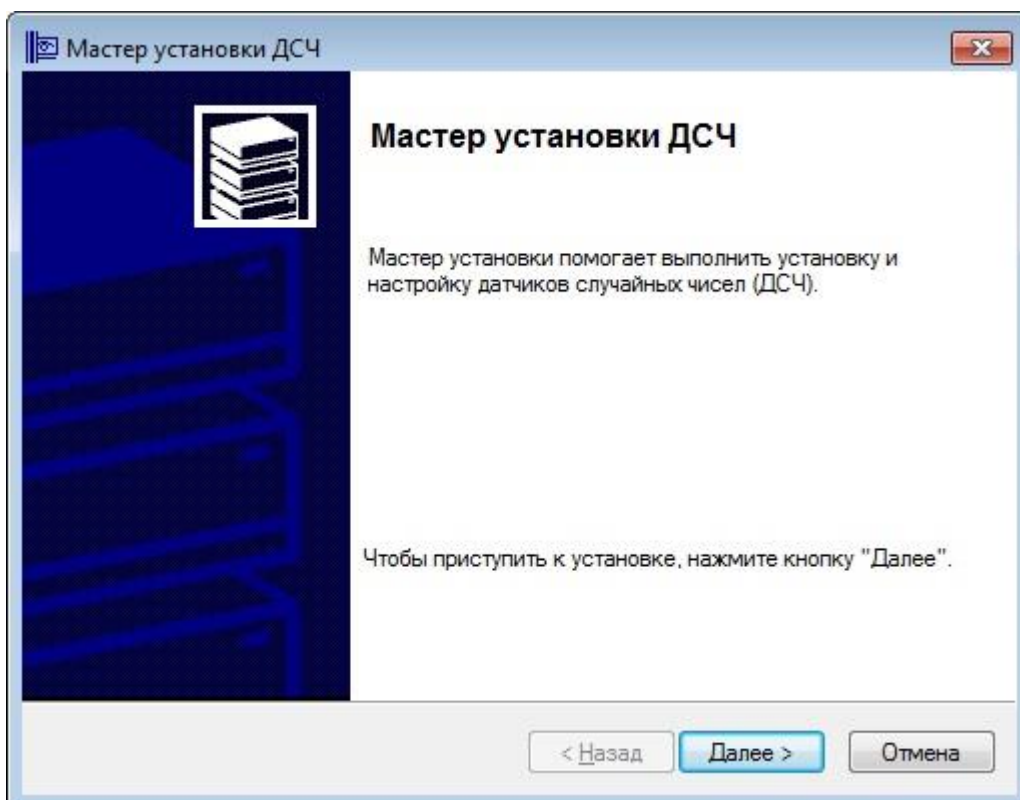 Мастер установки ДСЧ
Мастер установки ДСЧ
Мастер установки помогает выполнить установку и
настройку датчиков случайных чисел (ДСЧ).
Чтобы приступить к установке, нажмите кнопку "Далее".
< Назад
Далее >
Отмена